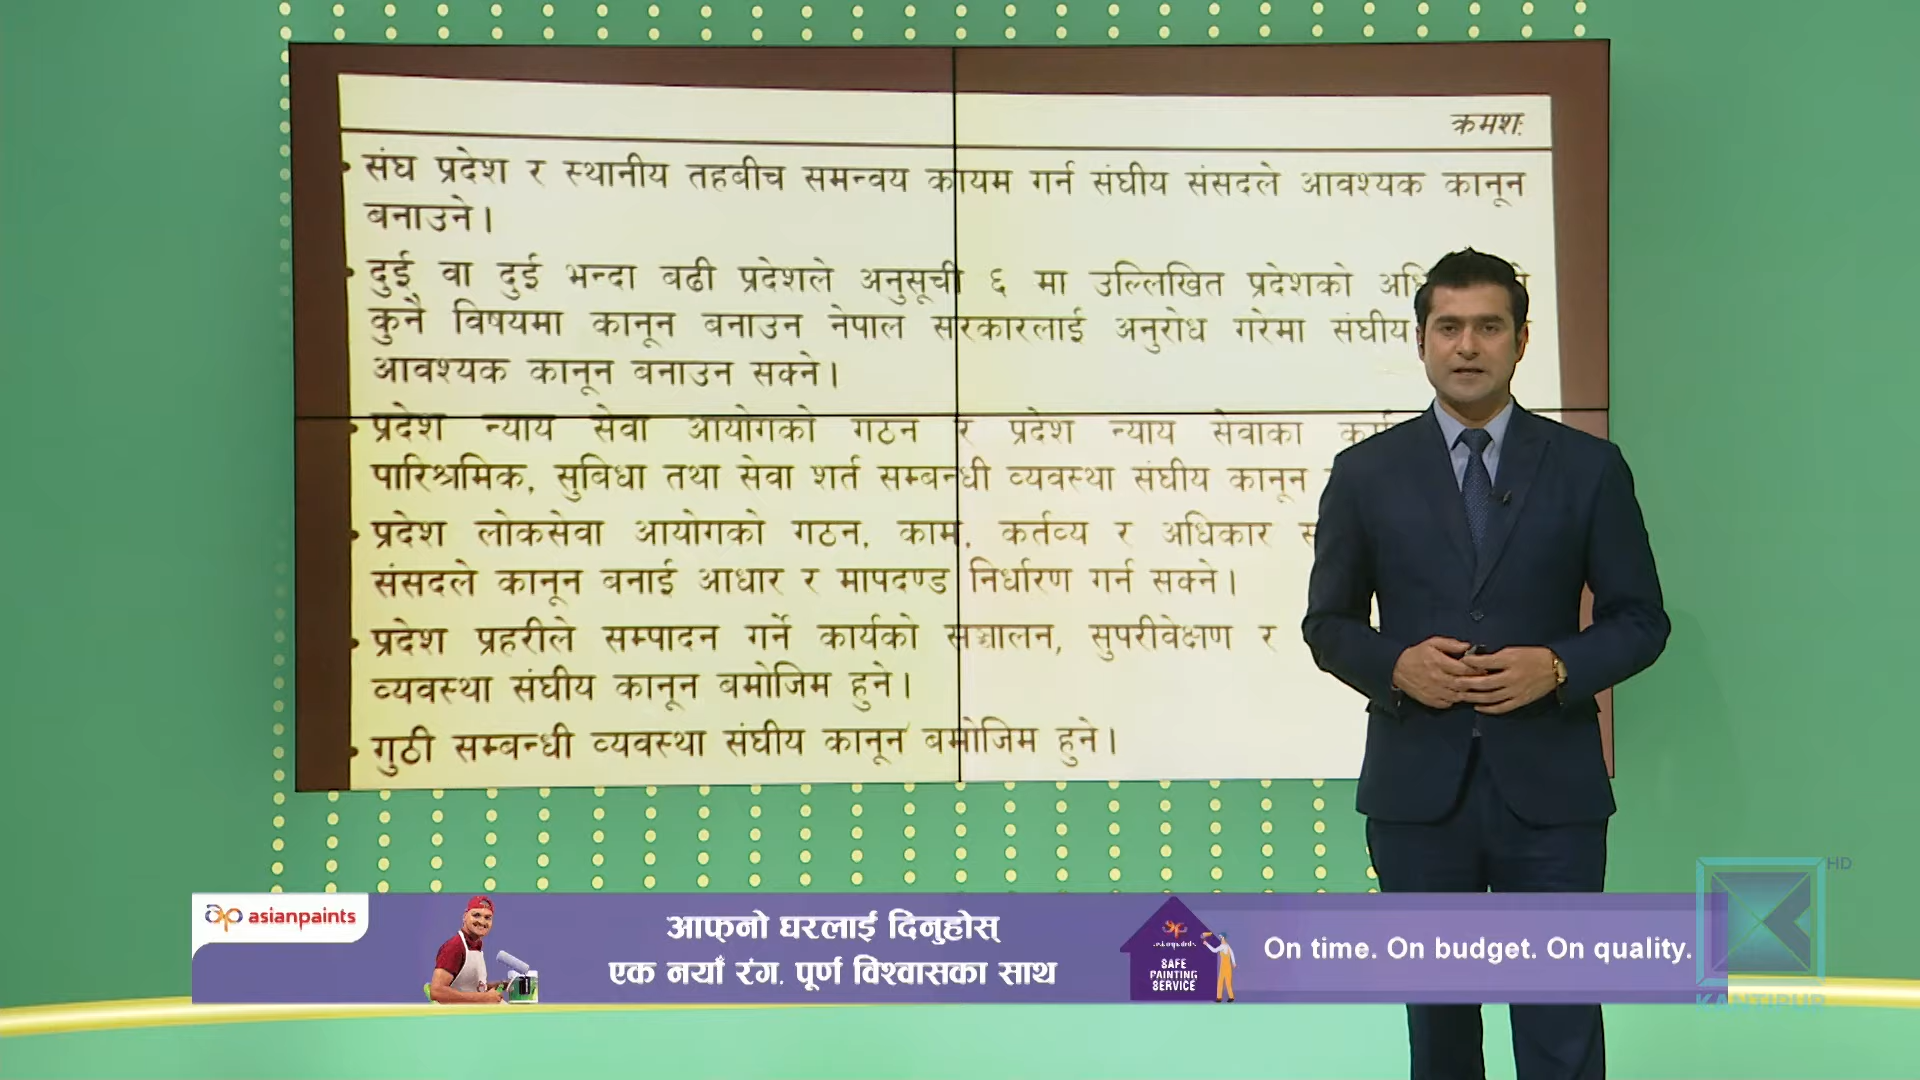 क्रमशः
संघ प्रदेश र स्थानीय तहबीच समन्वय कायम गर्न संघीय संसदले आवश्यक कानून
बनाउने।
दुई वा दुई भन्दा बढी प्रदेशले अनुसूची ६ मा उल्लिखित प्रदेशको
कुनै विषयमा कानून बनाउन नेपाल सरकारलाई अनुरोध गरेमा संघीय
आवश्यक कानून बनाउन सक्ने।
प्रदेश न्याय सेवा आयोगको गठन र प्रदेश न्याय सेवाका
पारिश्रमिक, सुबिधा तथा सेवा शर्त सम्बन्धी व्यवस्था संघीय कानून
प्रदेश लोकसेवा आयोगको गठन, काम, कर्तव्य र अधिकार
संसदले कानून बनाई आधार र मापदण्ड निर्धारण गर्न सक्ने।
प्रदेश प्रहरीले सम्पादन गर्ने कार्यको सञ्चालन, सुपरीवेक्षण र
व्यवस्था संघीय कानून बमोजिम हुने।
गुठी सम्बन्धी व्यवस्था संघीय कानून बमोजिम हुने।
asianpaints
आफ्नो घरलाई दिनुहोस्
एक नयाँ रंग, पूर्ण विश्वासका साथ
SAFE
PAINTING
SERVICE
On time. On budget. On quality.
HD
KANTIPUR